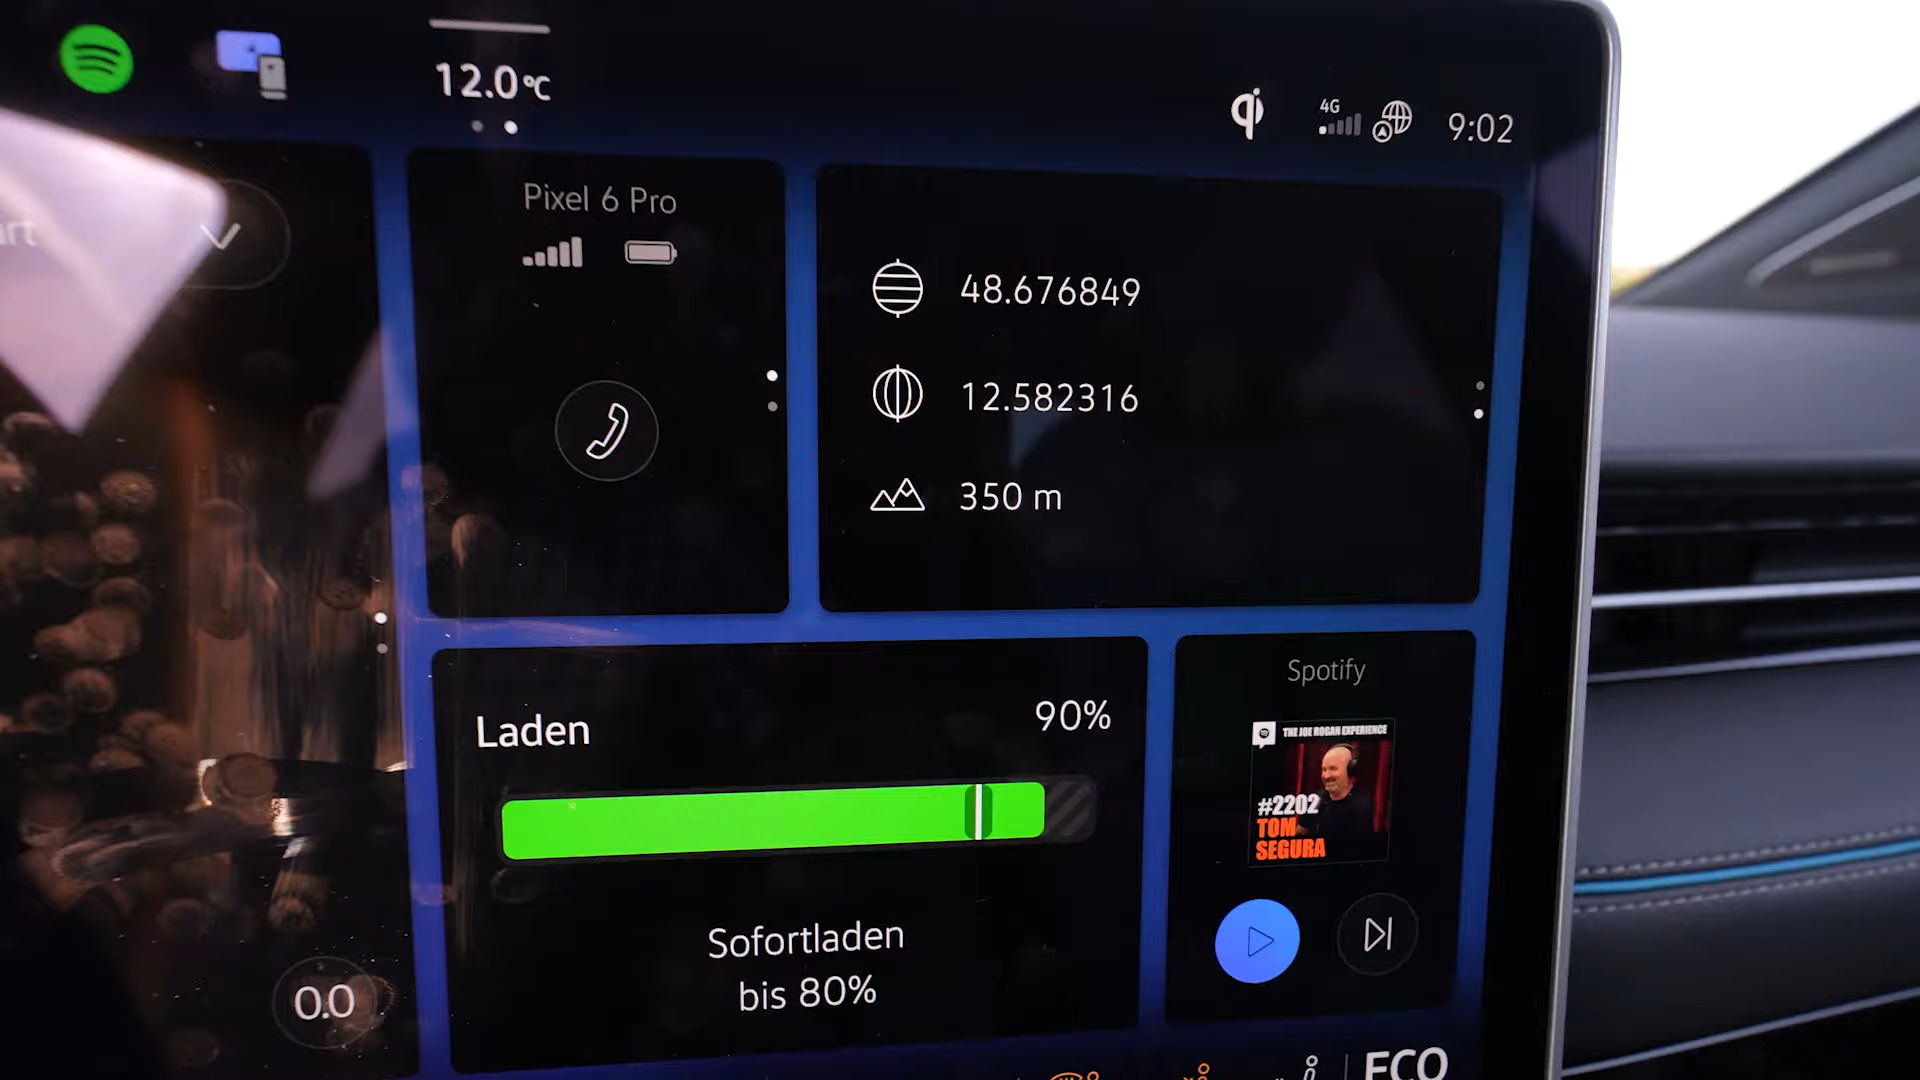 12.0°C
4G
9:02
art
Pixel 6 Pro
48.676849
12.582316
350 m
Laden
90%
Sofortladen
bis 80%
Spotify
THE JOE ROGAN EXPERIENCE
#2202
TOM
SEGURA
0.0
ECO